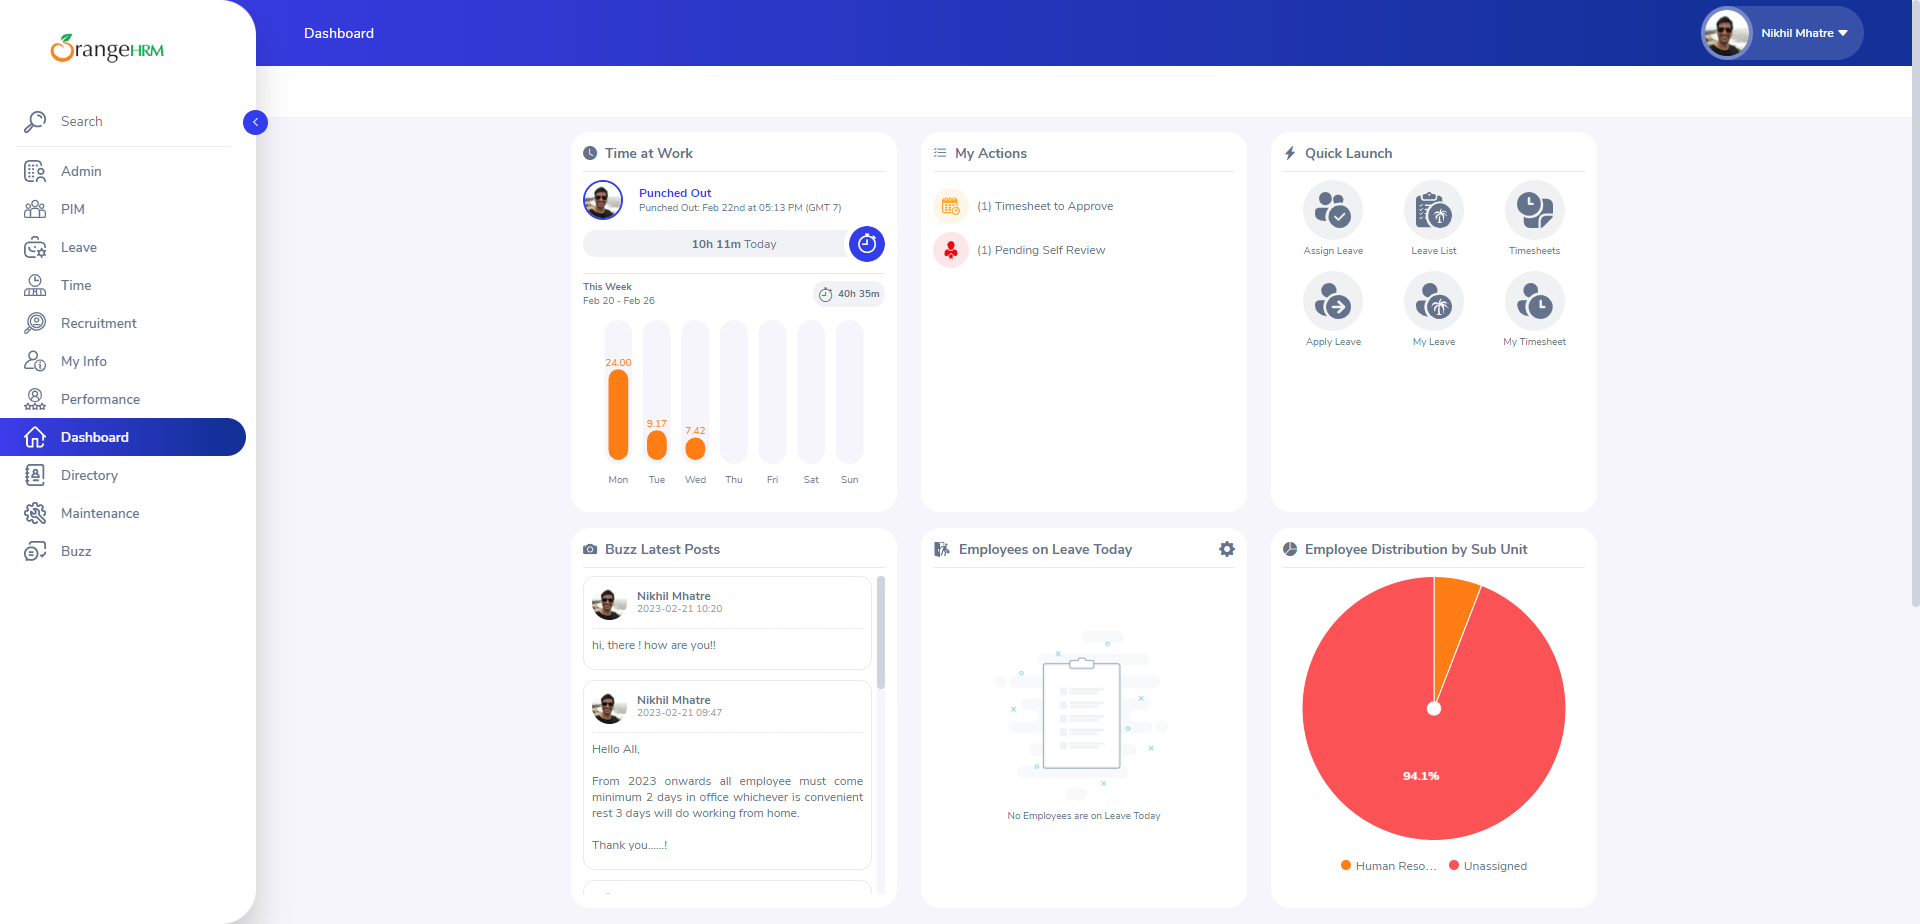 OrangeHRM
Search
Admin
PIM
Leave
Time
Recruitment
My Info
Performance
Dashboard
Directory
Maintenance
Buzz
Dashboard
Nikhil Mhatre
Time at Work
Punched Out
Punched Out: Feb 22nd at 05:13 PM (GMT 7)
10h 11m Today
This Week
Feb 20 - Feb 26
40h 35m
24.00
9.17
7.42
Mon Tue Wed Thu Fri Sat Sun
My Actions
(1) Timesheet to Approve
(1) Pending Self Review
Quick Launch
Assign Leave
Leave List
Timesheets
Apply Leave
My Leave
My Timesheet
Buzz Latest Posts
Nikhil Mhatre
2023-02-21 10:20
hi, there ! how are you!!
Nikhil Mhatre
2023-02-21 09:47
Hello All,
From 2023 onwards all employee must come
minimum 2 days in office whichever is convenient
rest 3 days will do working from home.
Thank you......!
Employees on Leave Today
No Employees are on Leave Today
Employee Distribution by Sub Unit
94.1%
Human Reso...
Unassigned